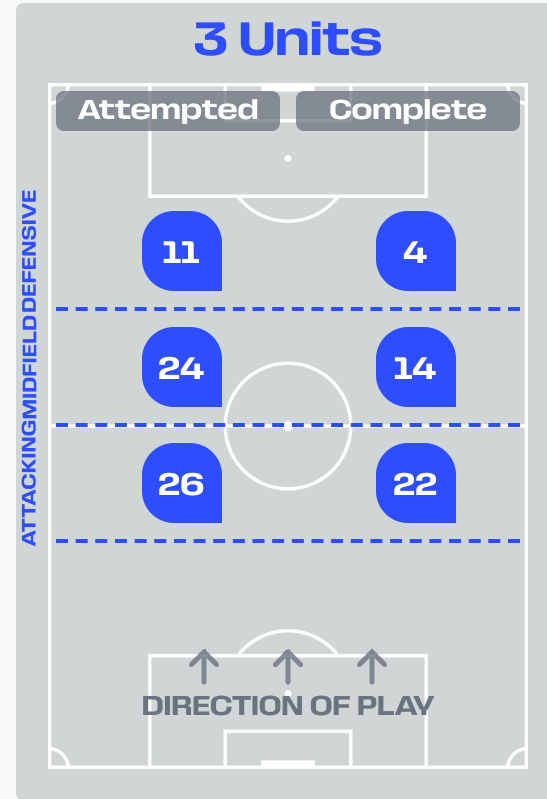 3 Units
Attempted Complete
11 4
24 14
26 22
ATTACKING MIDFIELD DEFENSIVE
DIRECTION OF PLAY